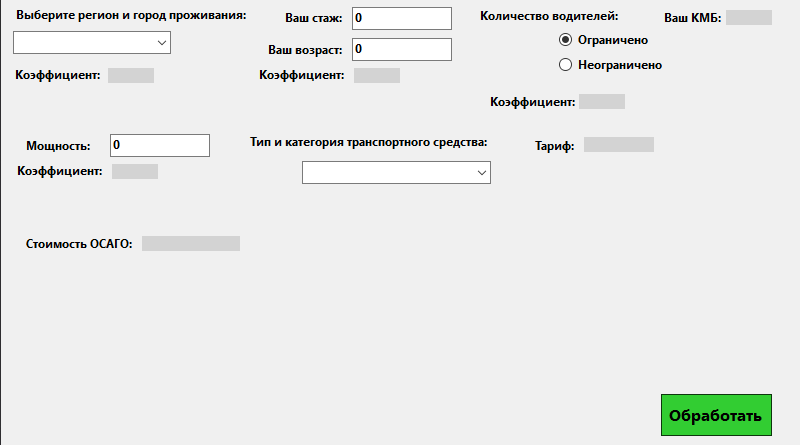 Выберите регион и город проживания:
Коэффициент:
Ваш стаж: 0
Ваш возраст: 0
Коэффициент:
Количество водителей:
Ограничено
Неограничено
Коэффициент:
Ваш КМБ:
Мощность: 0
Коэффициент:
Тип и категория транспортного средства:
Тариф:
Стоимость ОСАГО:
Обработать